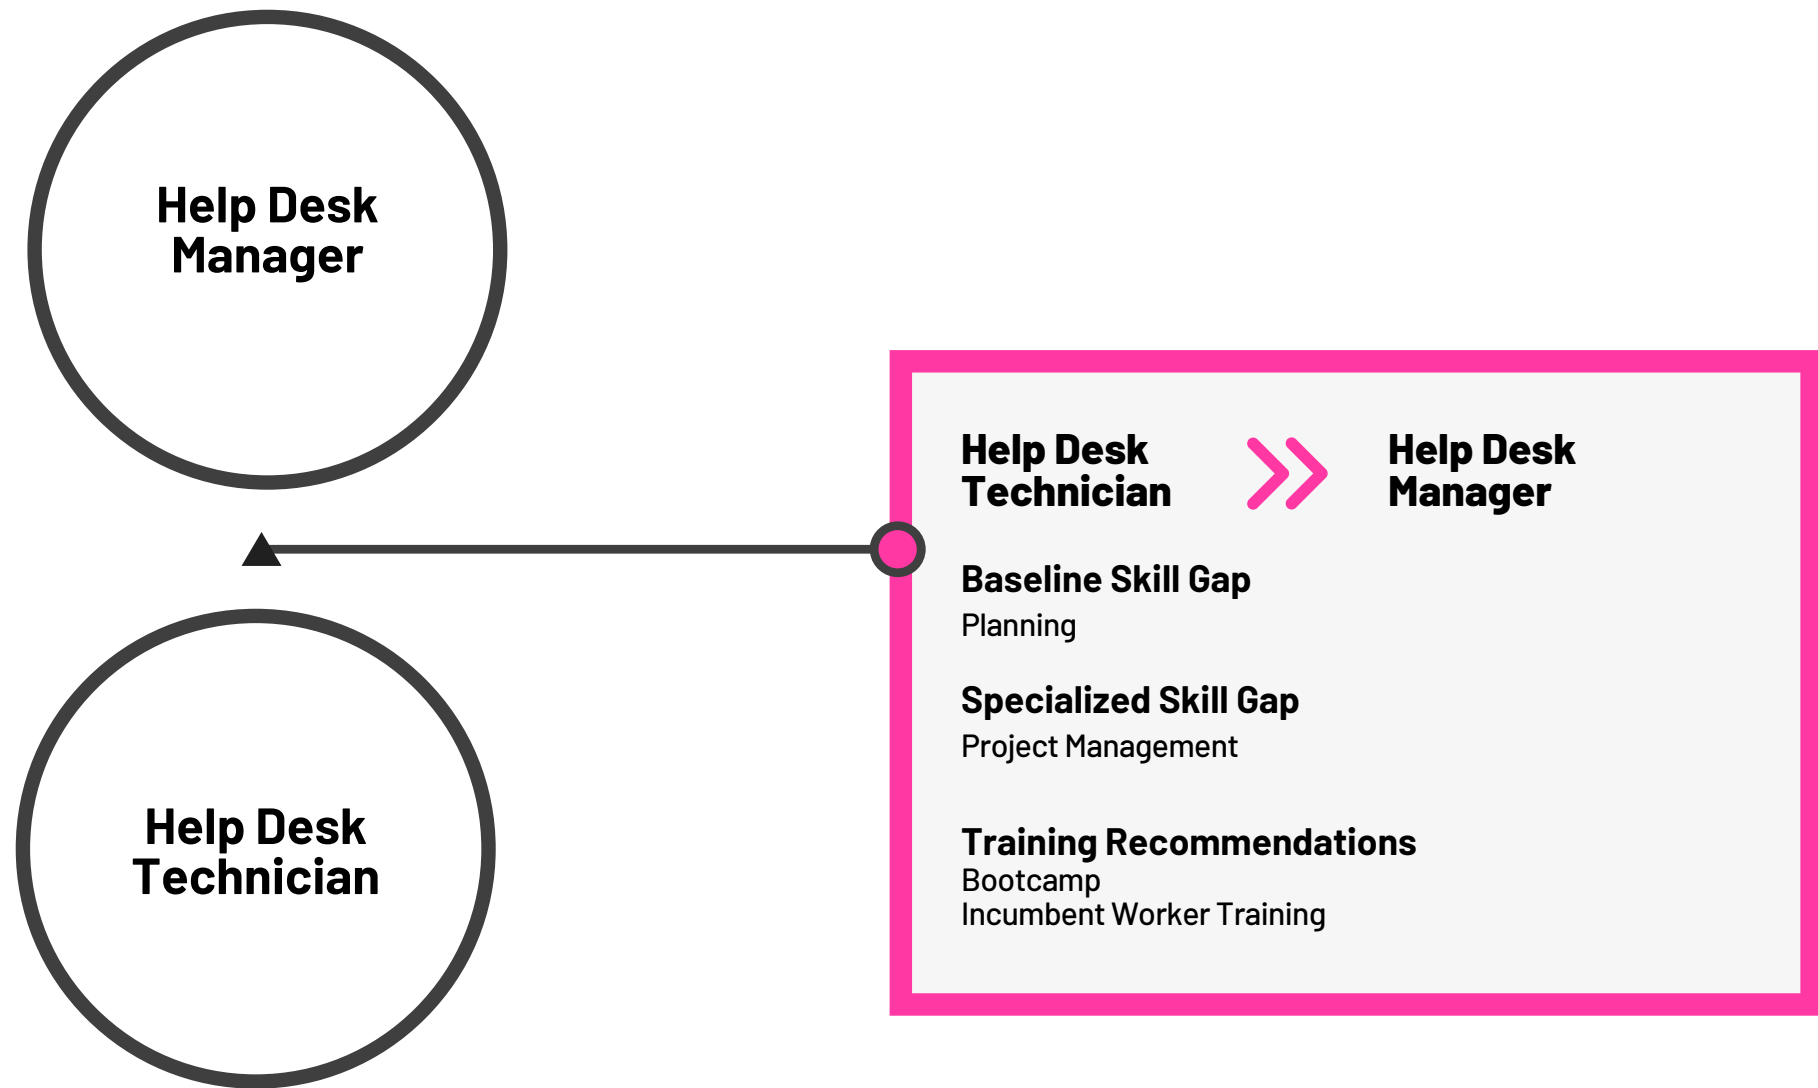 Help Desk
Manager
Help Desk
Technician
Help Desk
Technician
Help Desk
Manager
Baseline Skill Gap
Planning
Specialized Skill Gap
Project Management
Training Recommendations
Bootcamp
Incumbent Worker Training